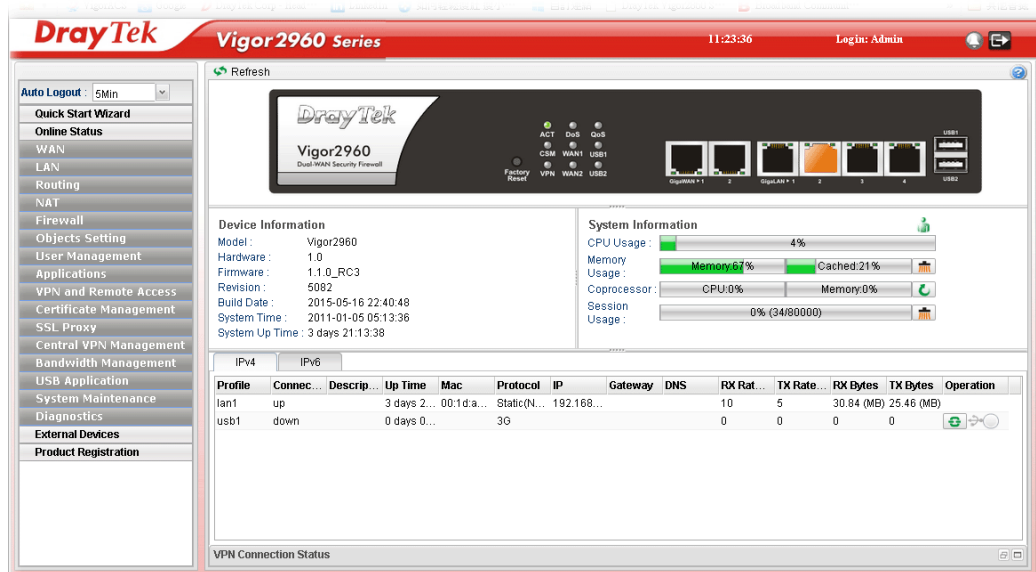 DrayTek Vigor2960 Series 11:23:36 Login: Admin
Refresh
Auto Logout : 5Min
Quick Start Wizard
Online Status
WAN
LAN
Routing
NAT
Firewall
Objects Setting
User Management
Applications
VPN and Remote Access
Certificate Management
SSL Proxy
Central VPN Management
Bandwidth Management
USB Application
System Maintenance
Diagnostics
External Devices
Product Registration
DrayTek
Vigor2960
Dual-WAN Security Firewall
Factory Reset
ACT DoS QoS
CSM WAN1 USB1
VPN WAN2 USB2
GigaWAN 1 2 GigaLAN 1 2 3 4
USB1
USB2
Device Information
Model : Vigor2960
Hardware : 1.0
Firmware : 1.1.0_RC3
Revision : 5082
Build Date : 2015-05-16 22:40:48
System Time : 2011-01-05 05:13:36
System Up Time : 3 days 21:13:38
System Information
CPU Usage : 4%
Memory Usage : Memory:67% Cached:21%
Coprocessor : CPU:0% Memory:0%
Session Usage : 0% (34/80000)
IPv4 IPv6
Profile Connec... Descrip... Up Time Mac Protocol IP Gateway DNS RX Rat... TX Rate... RX Bytes TX Bytes Operation
lan1 up 3 days 2... 00:1d:a... Static(N... 192.168... 10 5 30.84 (MB) 25.46 (MB)
usb1 down 0 days 0... 3G 0 0 0 0
VPN Connection Status